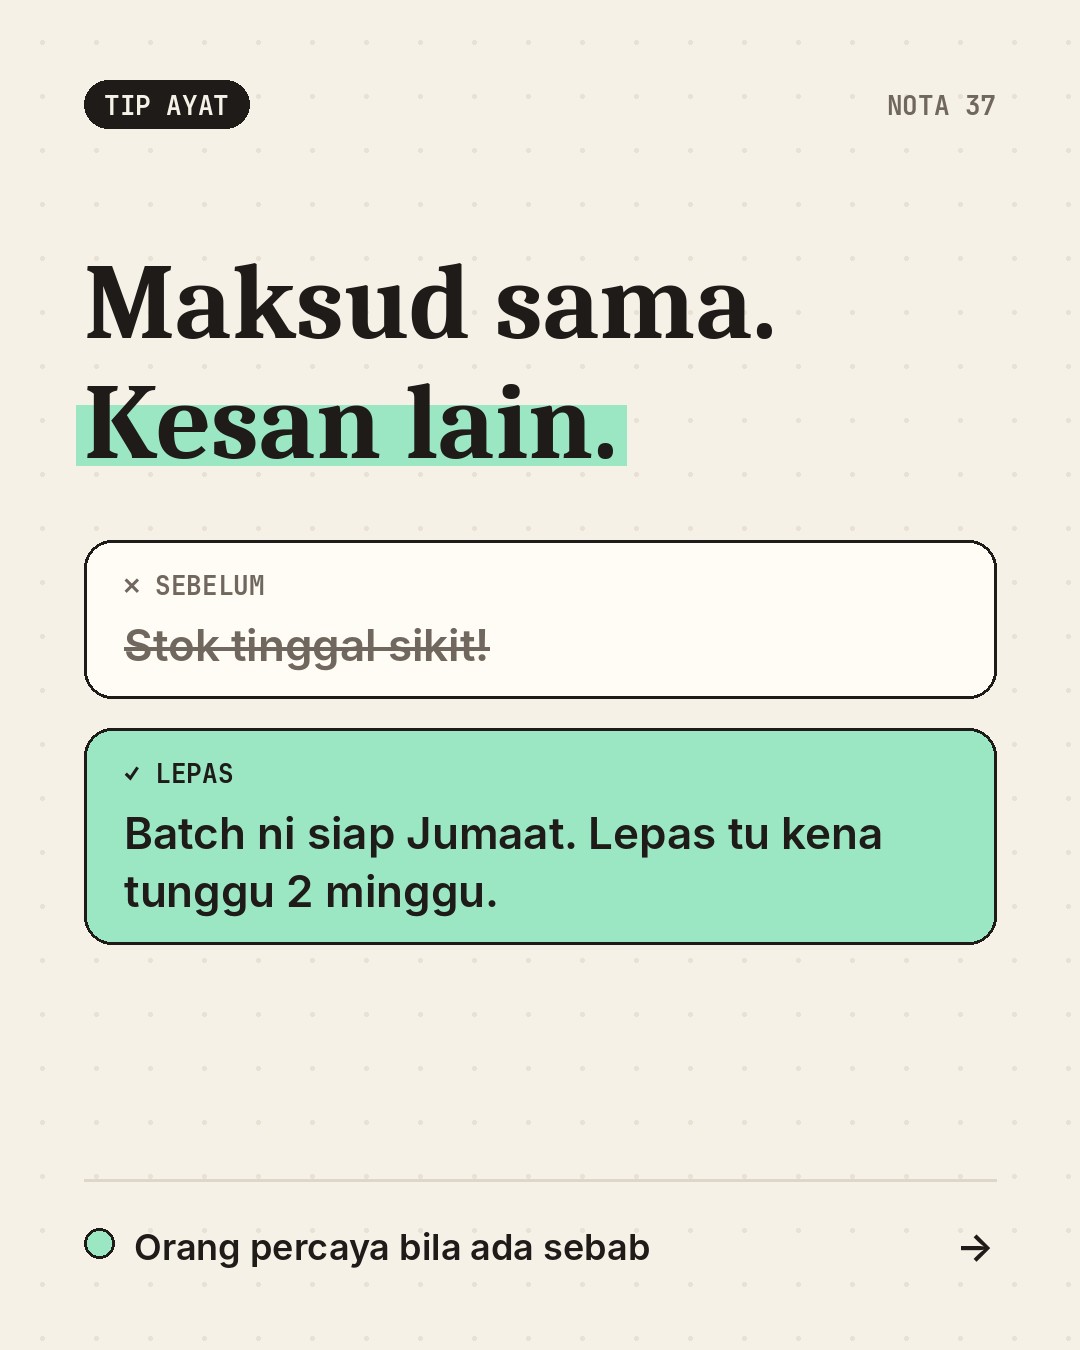 TIP AYAT
NOTA 37
Maksud sama.
Kesan lain.
× SEBELUM
Stok tinggal sikit!
✓ LEPAS
Batch ni siap Jumaat. Lepas tu kena
tunggu 2 minggu.
Orang percaya bila ada sebab →